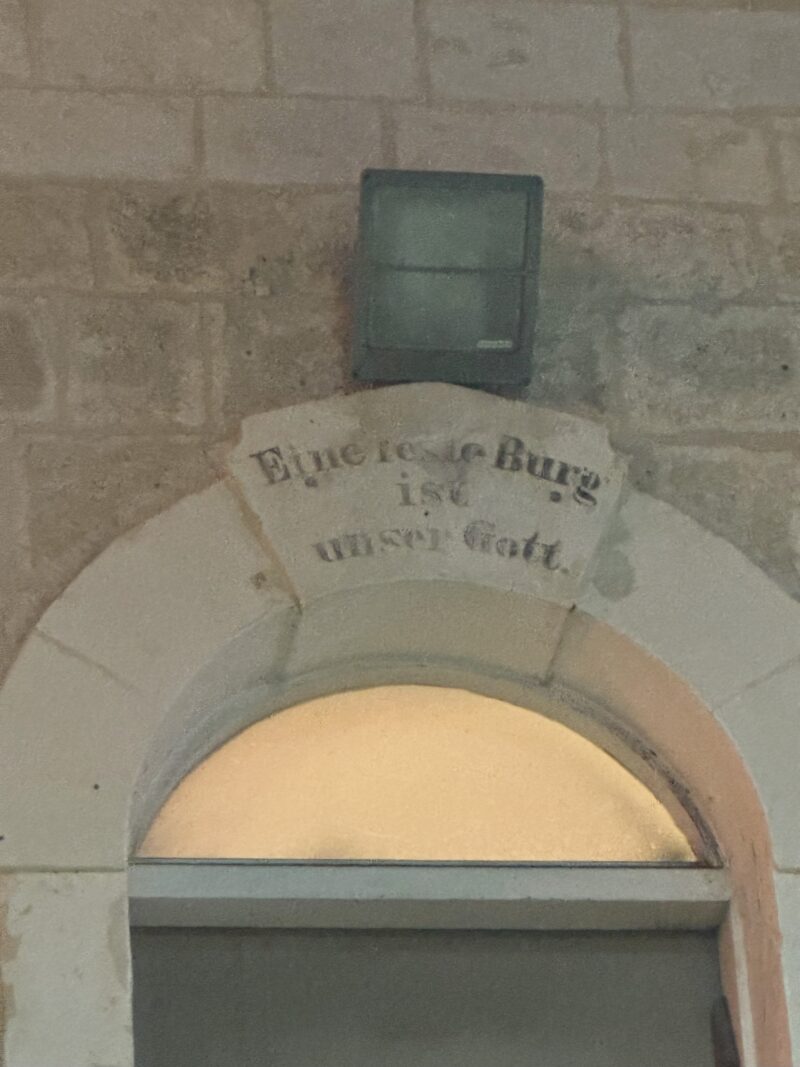 Eine feste Burg
ist
unser Gott.